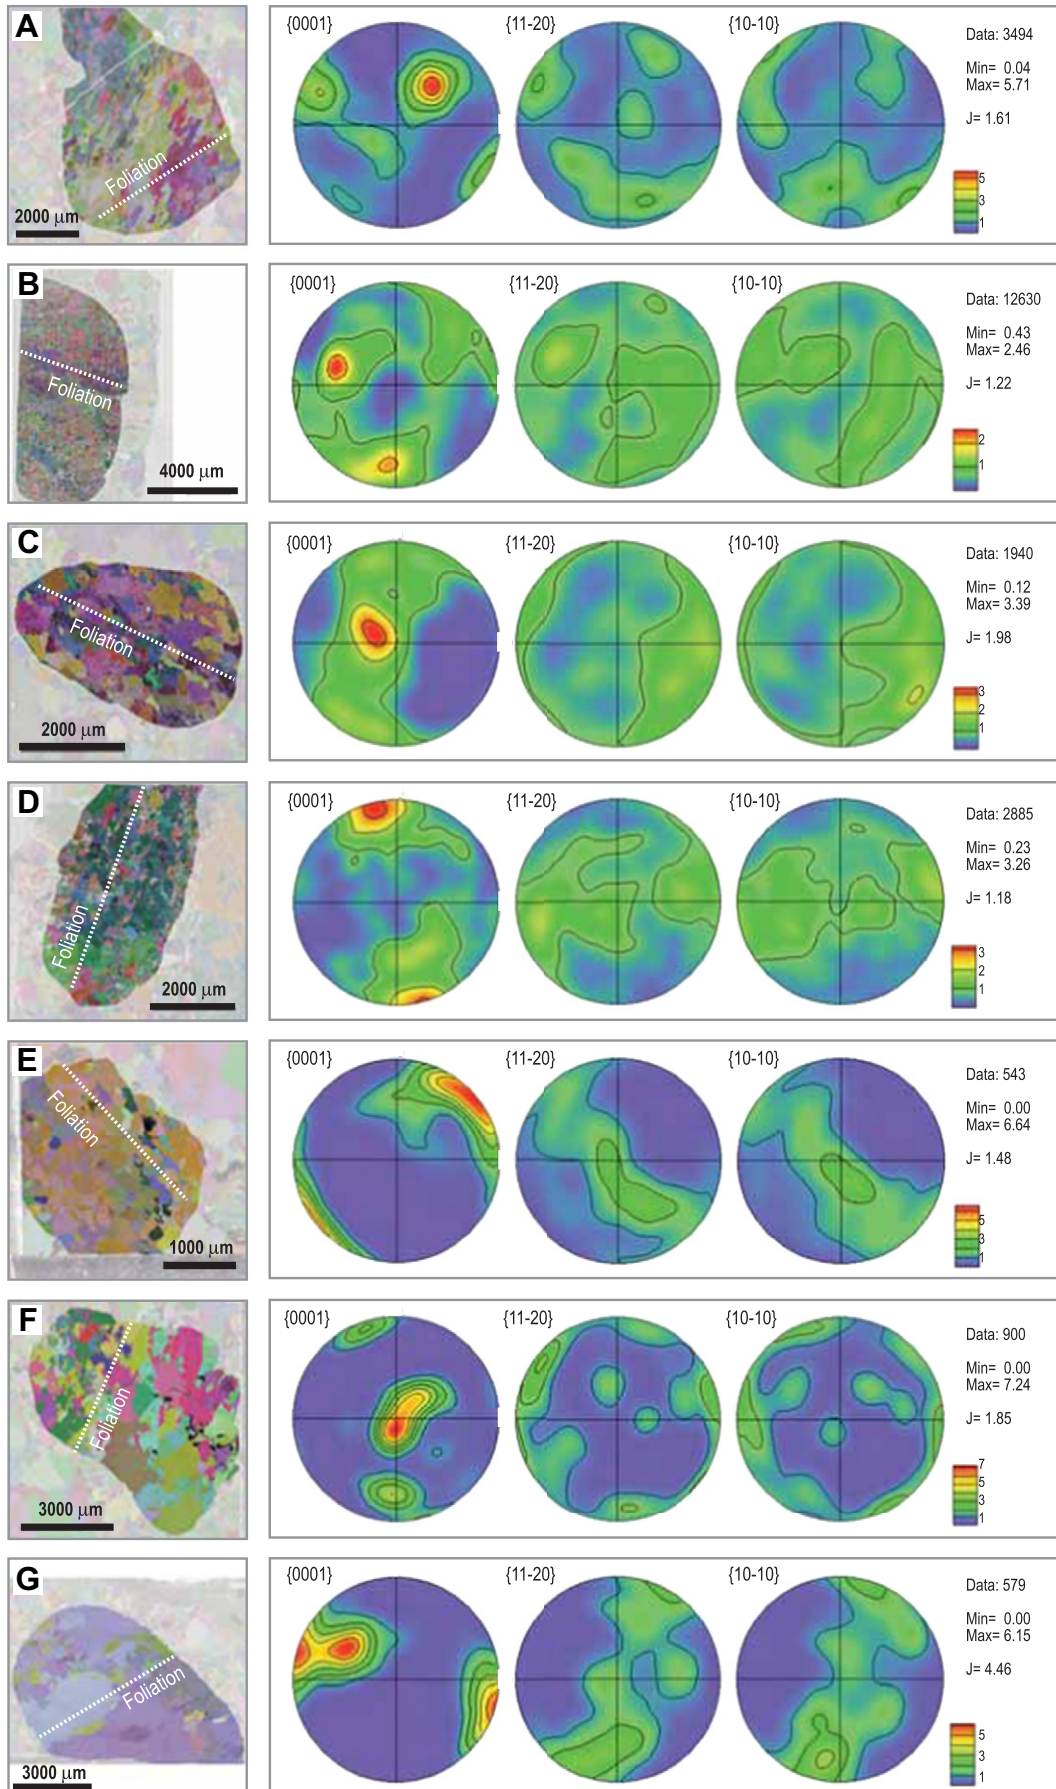 A
Foliation
2000 μm
{0001}
{11-20}
{10-10}
Data: 3494
Min= 0.04
Max= 5.71
J= 1.61
5
3
1
B
Foliation
4000 μm
{0001}
{11-20}
{10-10}
Data: 12630
Min= 0.43
Max= 2.46
J= 1.22
2
1
C
Foliation
2000 μm
{0001}
{11-20}
{10-10}
Data: 1940
Min= 0.12
Max= 3.39
J= 1.98
3
2
1
D
Foliation
2000 μm
{0001}
{11-20}
{10-10}
Data: 2885
Min= 0.23
Max= 3.26
J= 1.18
3
2
1
E
Foliation
1000 μm
{0001}
{11-20}
{10-10}
Data: 543
Min= 0.00
Max= 6.64
J= 1.48
5
3
1
F
Foliation
3000 μm
{0001}
{11-20}
{10-10}
Data: 900
Min= 0.00
Max= 7.24
J= 1.85
7
5
3
1
G
Foliation
3000 μm
{0001}
{11-20}
{10-10}
Data: 579
Min= 0.00
Max= 6.15
J= 4.46
5
3
1